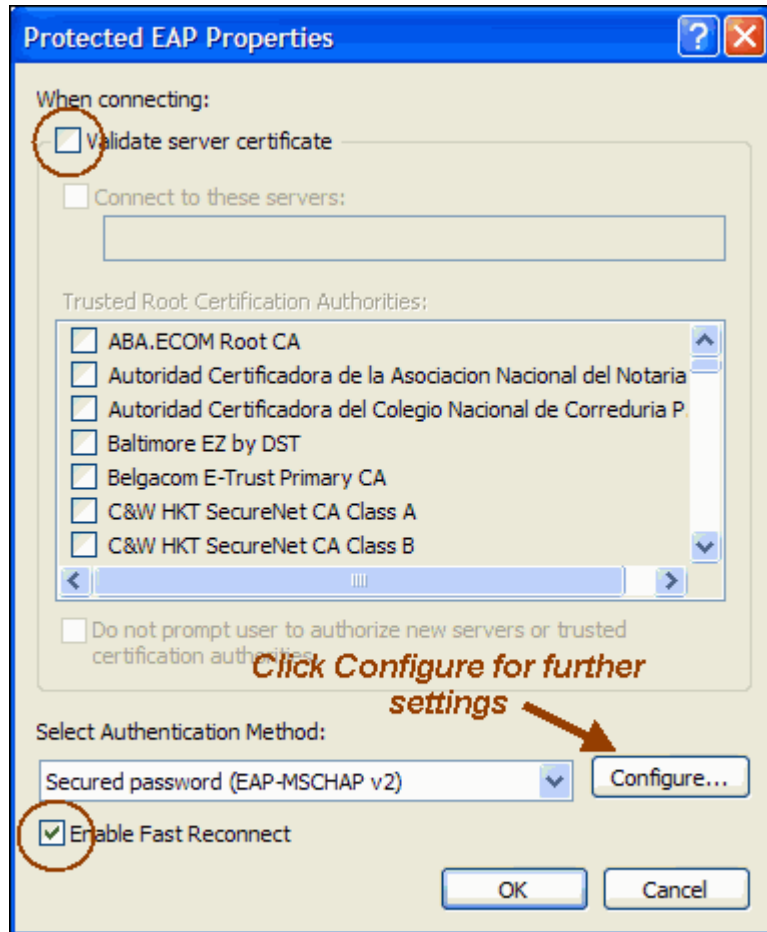 Protected EAP Properties
When connecting:
Validate server certificate
Connect to these servers:
Trusted Root Certification Authorities:
ABA.ECOM Root CA
Autoridad Certificadora de la Asociacion Nacional del Notaria
Autoridad Certificadora del Colegio Nacional de Correduria P.
Baltimore EZ by DST
Belgacom E-Trust Primary CA
C&W HKT SecureNet CA Class A
C&W HKT SecureNet CA Class B
Do not prompt user to authorize new servers or trusted
certification authorities.
Click Configure for further
settings
Select Authentication Method:
Secured password (EAP-MSCHAP v2)
Configure...
Enable Fast Reconnect
OK
Cancel